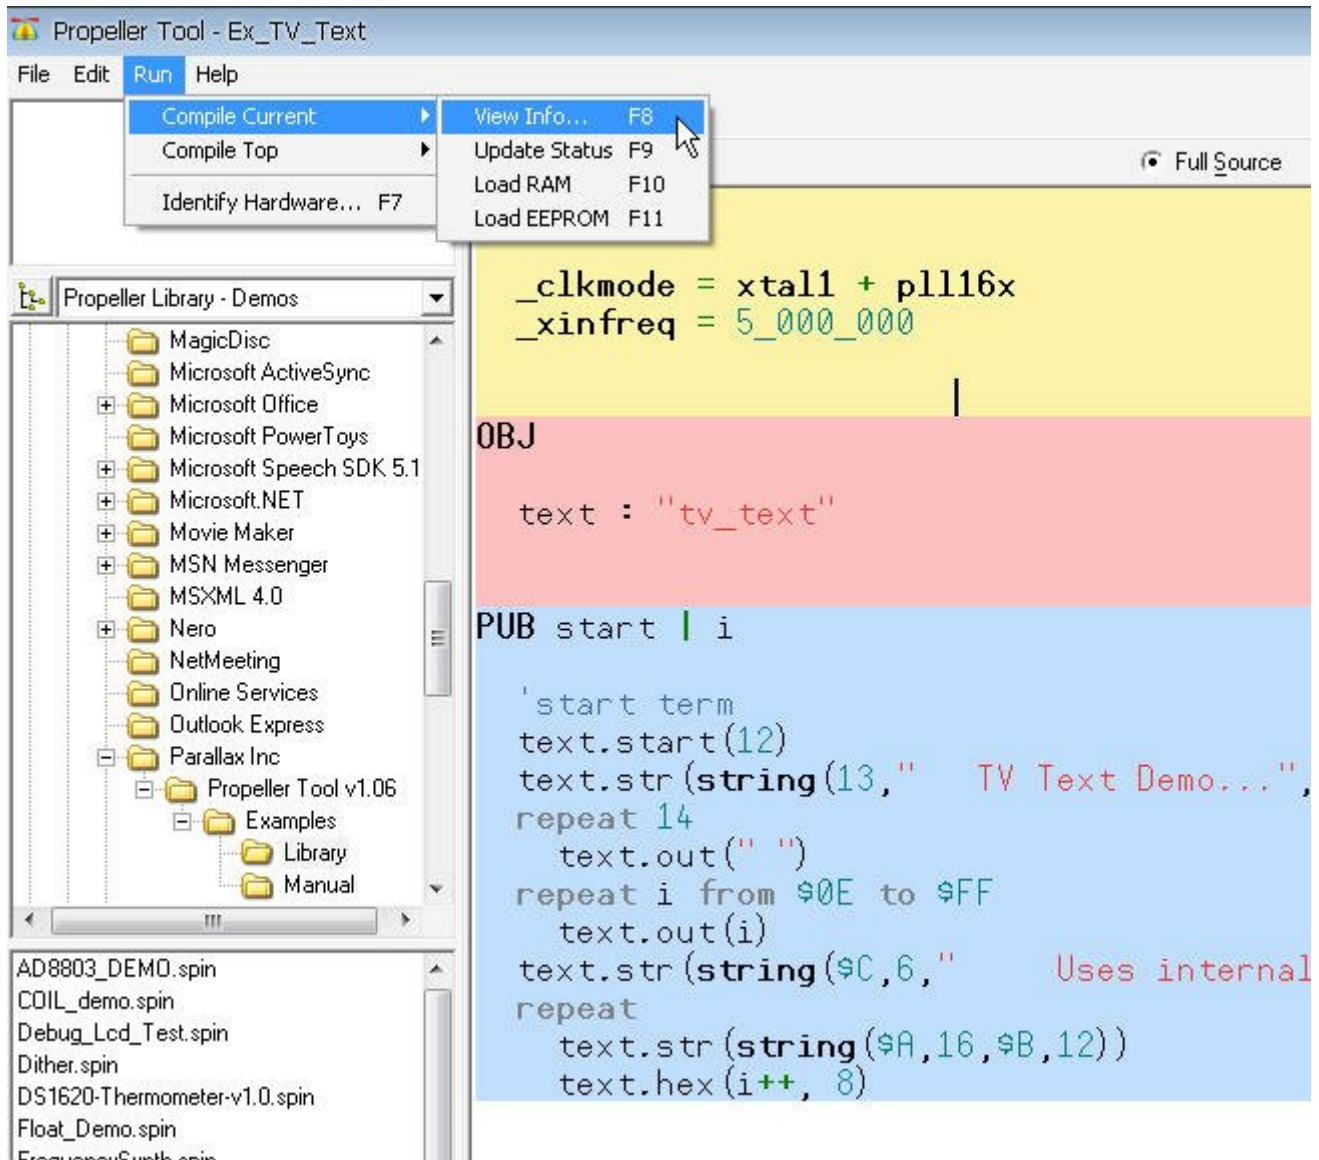 Propeller Tool - Ex_TV_Text
File Edit Run Help
Compile Current
Compile Top
Identify Hardware... F7
View Info... F8
Update Status F9
Load RAM F10
Load EEPROM F11
Full Source
Propeller Library - Demos
MagicDisc
Microsoft ActiveSync
Microsoft Office
Microsoft PowerToys
Microsoft Speech SDK 5.1
Microsoft.NET
Movie Maker
MSN Messenger
MSXML 4.0
Nero
NetMeeting
Online Services
Outlook Express
Parallax Inc
Propeller Tool v1.06
Examples
Library
Manual
AD8803_DEMO.spin
COIL_demo.spin
Debug_Lcd_Test.spin
Dither.spin
DS1620-Thermometer-v1.0.spin
Float_Demo.spin
_clkmode = xtal1 + pll16x
_xinfreq = 5_000_000
OBJ
text : "tv_text"
PUB start | i
'start term
text.start(12)
text.str(string(13,"   TV Text Demo...",
repeat 14
text.out(" ")
repeat i from $0E to $FF
text.out(i)
text.str(string($C,6,"     Uses internal
repeat
text.str(string($A,16,$B,12))
text.hex(i++, 8)